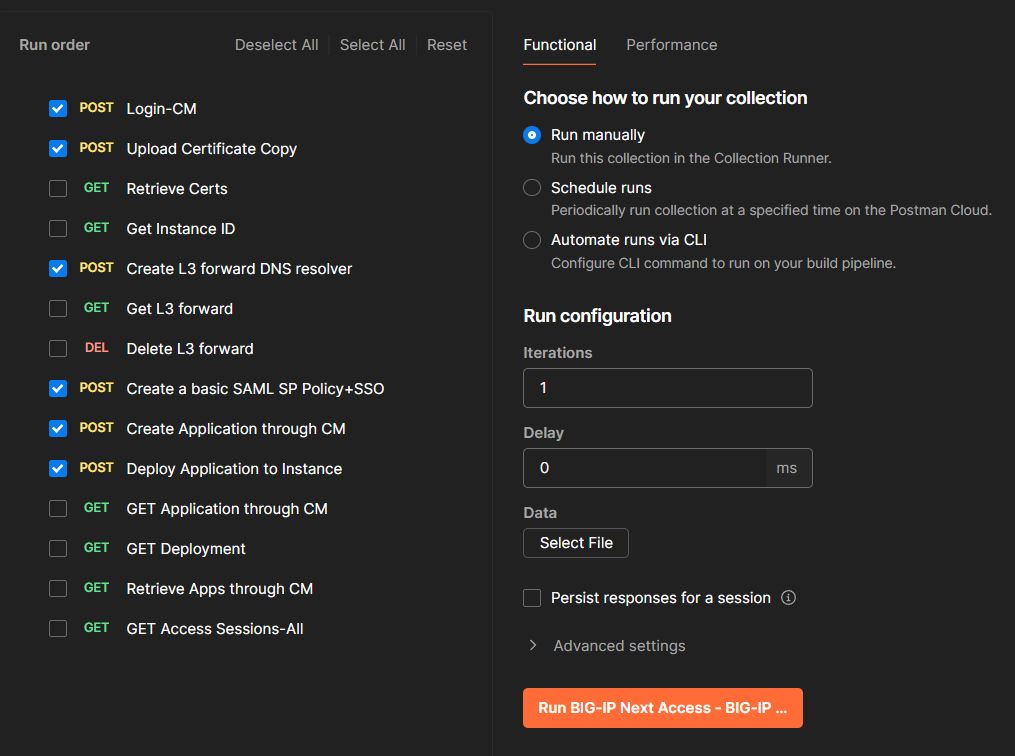 Run order
Deselect All Select All Reset
POST Login-CM
POST Upload Certificate Copy
GET Retrieve Certs
GET Get Instance ID
POST Create L3 forward DNS resolver
GET Get L3 forward
DEL Delete L3 forward
POST Create a basic SAML SP Policy+SSO
POST Create Application through CM
POST Deploy Application to Instance
GET GET Application through CM
GET GET Deployment
GET Retrieve Apps through CM
GET GET Access Sessions-All
Functional Performance
Choose how to run your collection
Run manually
Run this collection in the Collection Runner.
Schedule runs
Periodically run collection at a specified time on the Postman Cloud.
Automate runs via CLI
Configure CLI command to run on your build pipeline.
Run configuration
Iterations
1
Delay
0 ms
Data
Select File
Persist responses for a session
Advanced settings
Run BIG-IP Next Access - BIG-IP ...